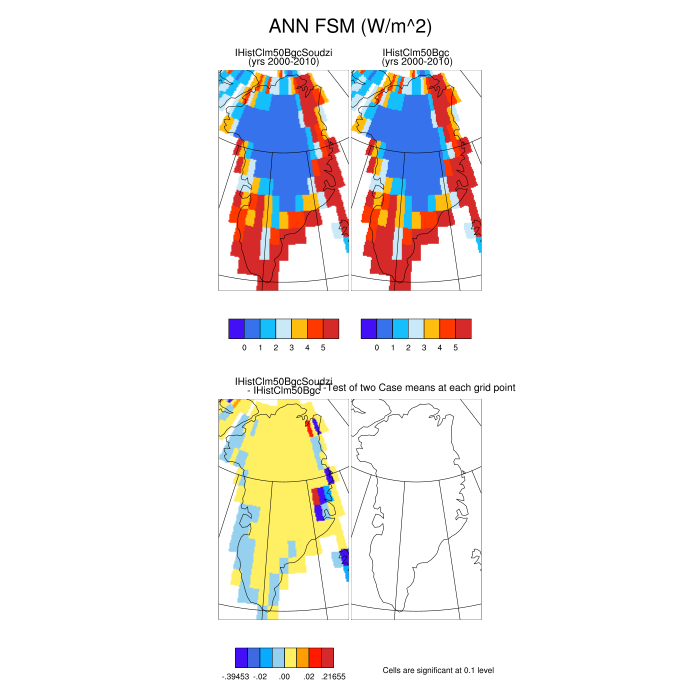 ANN FSM (W/m^2)
IHistClm50BgcSoudzi
(yrs 2000-2010)
IHistClm50Bgc
(yrs 2000-2010)
0 1 2 3 4 5
0 1 2 3 4 5
IHistClm50BgcSoudzi
- IHistClm50Bgc
T-Test of two Case means at each grid point
-.39453 -.02 .00 .02 .21655
Cells are significant at 0.1 level